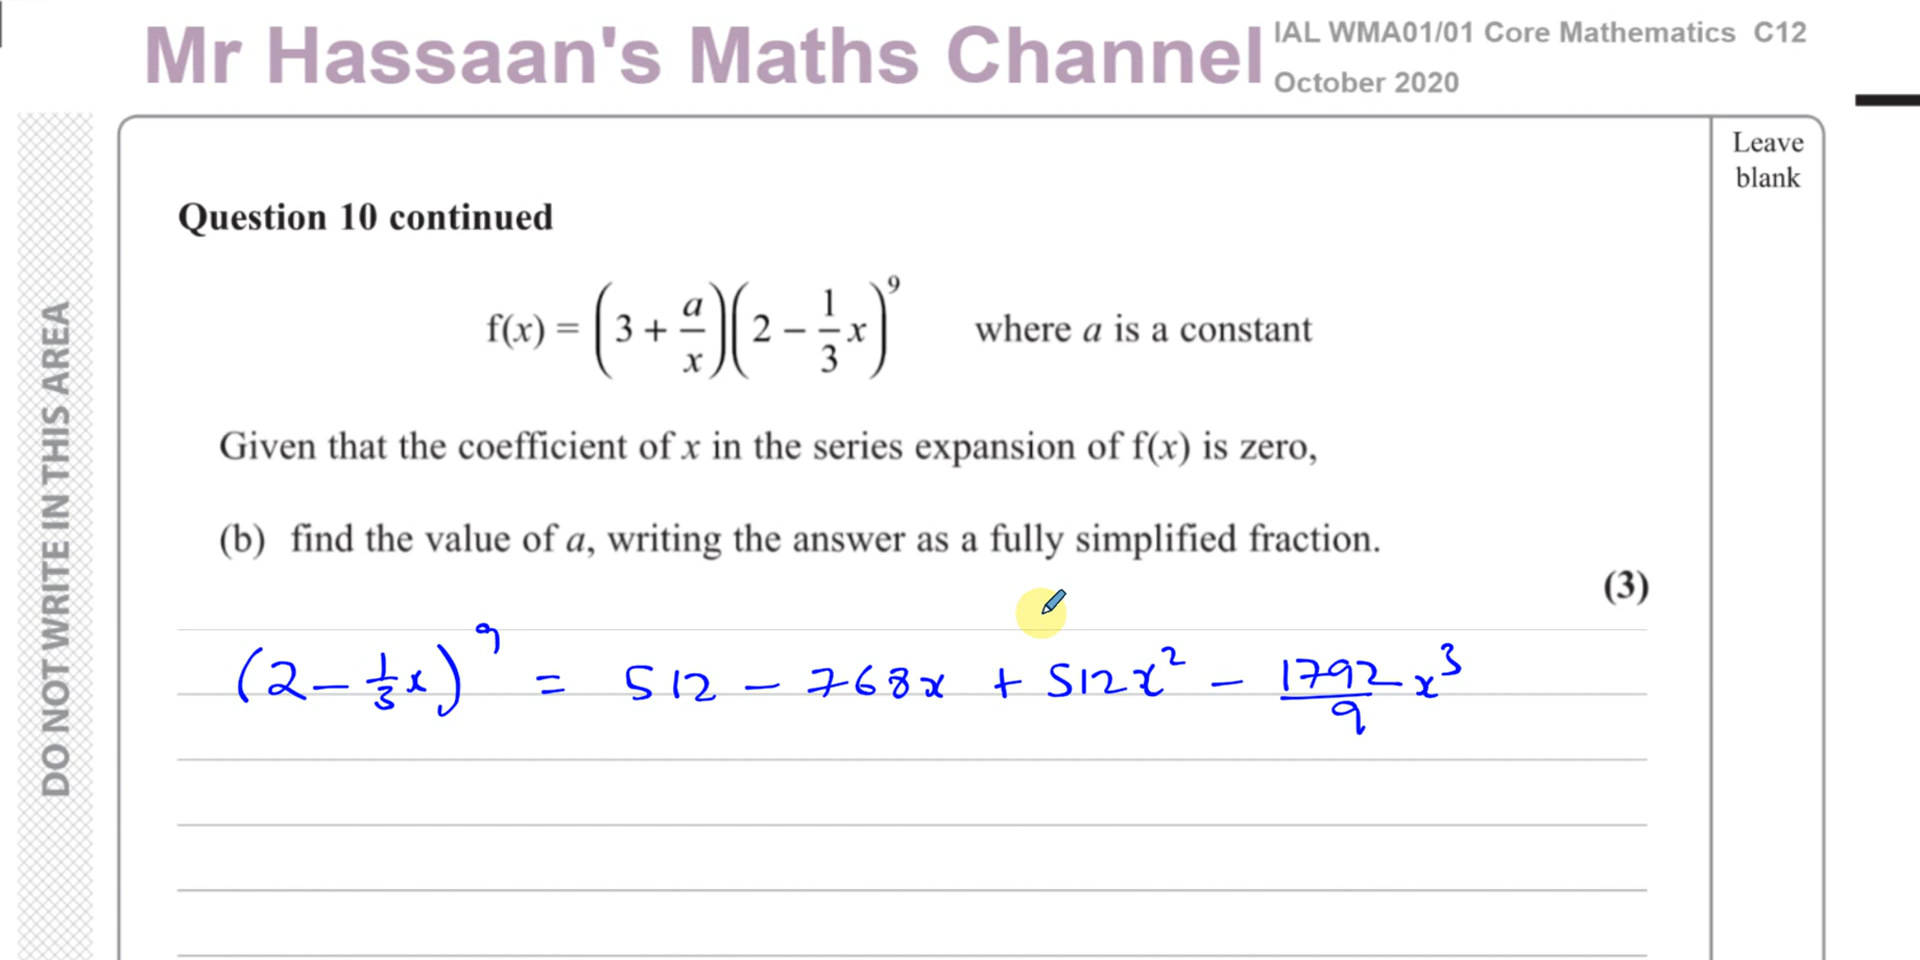 Mr Hassaan's Maths Channel
IAL WMA01/01 Core Mathematics C12
October 2020
Leave
blank
DO NOT WRITE IN THIS AREA
Question 10 continued
f(x) = (3 + a/x)(2 − 1/3 x)^9 where a is a constant
Given that the coefficient of x in the series expansion of f(x) is zero,
(b) find the value of a, writing the answer as a fully simplified fraction.
(3)
(2 − 1/3 x)^9 = 512 − 768x + 512x² − 1792/9 x³